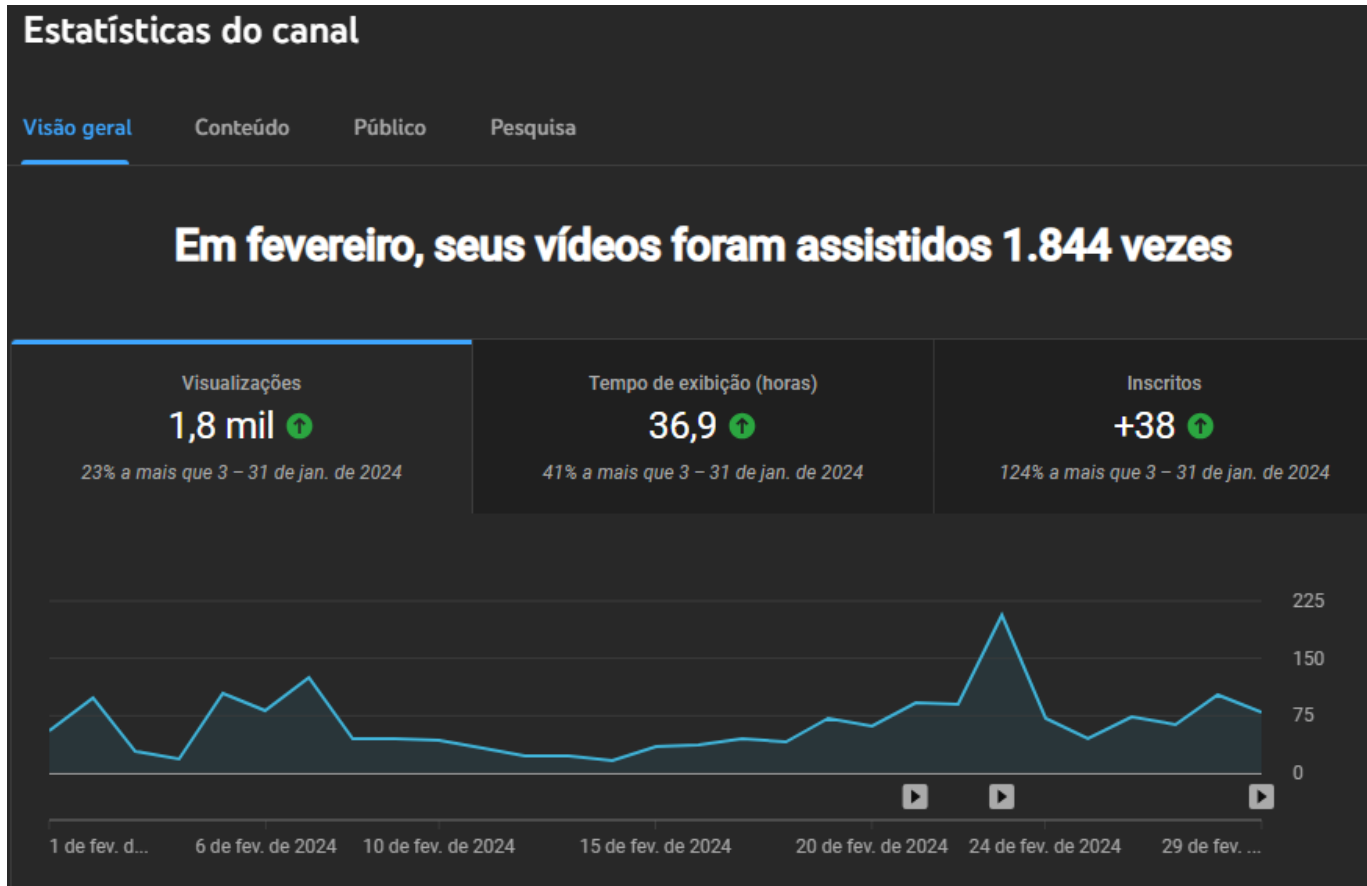 Estatísticas do canal
Visão geral Conteúdo Público Pesquisa
Em fevereiro, seus vídeos foram assistidos 1.844 vezes
Visualizações Tempo de exibição (horas) Inscritos
1,8 mil 36,9 +38
23% a mais que 3 – 31 de jan. de 2024 41% a mais que 3 – 31 de jan. de 2024 124% a mais que 3 – 31 de jan. de 2024
225
150
75
0
1 de fev. d... 6 de fev. de 2024 10 de fev. de 2024 15 de fev. de 2024 20 de fev. de 2024 24 de fev. de 2024 29 de fev. ...